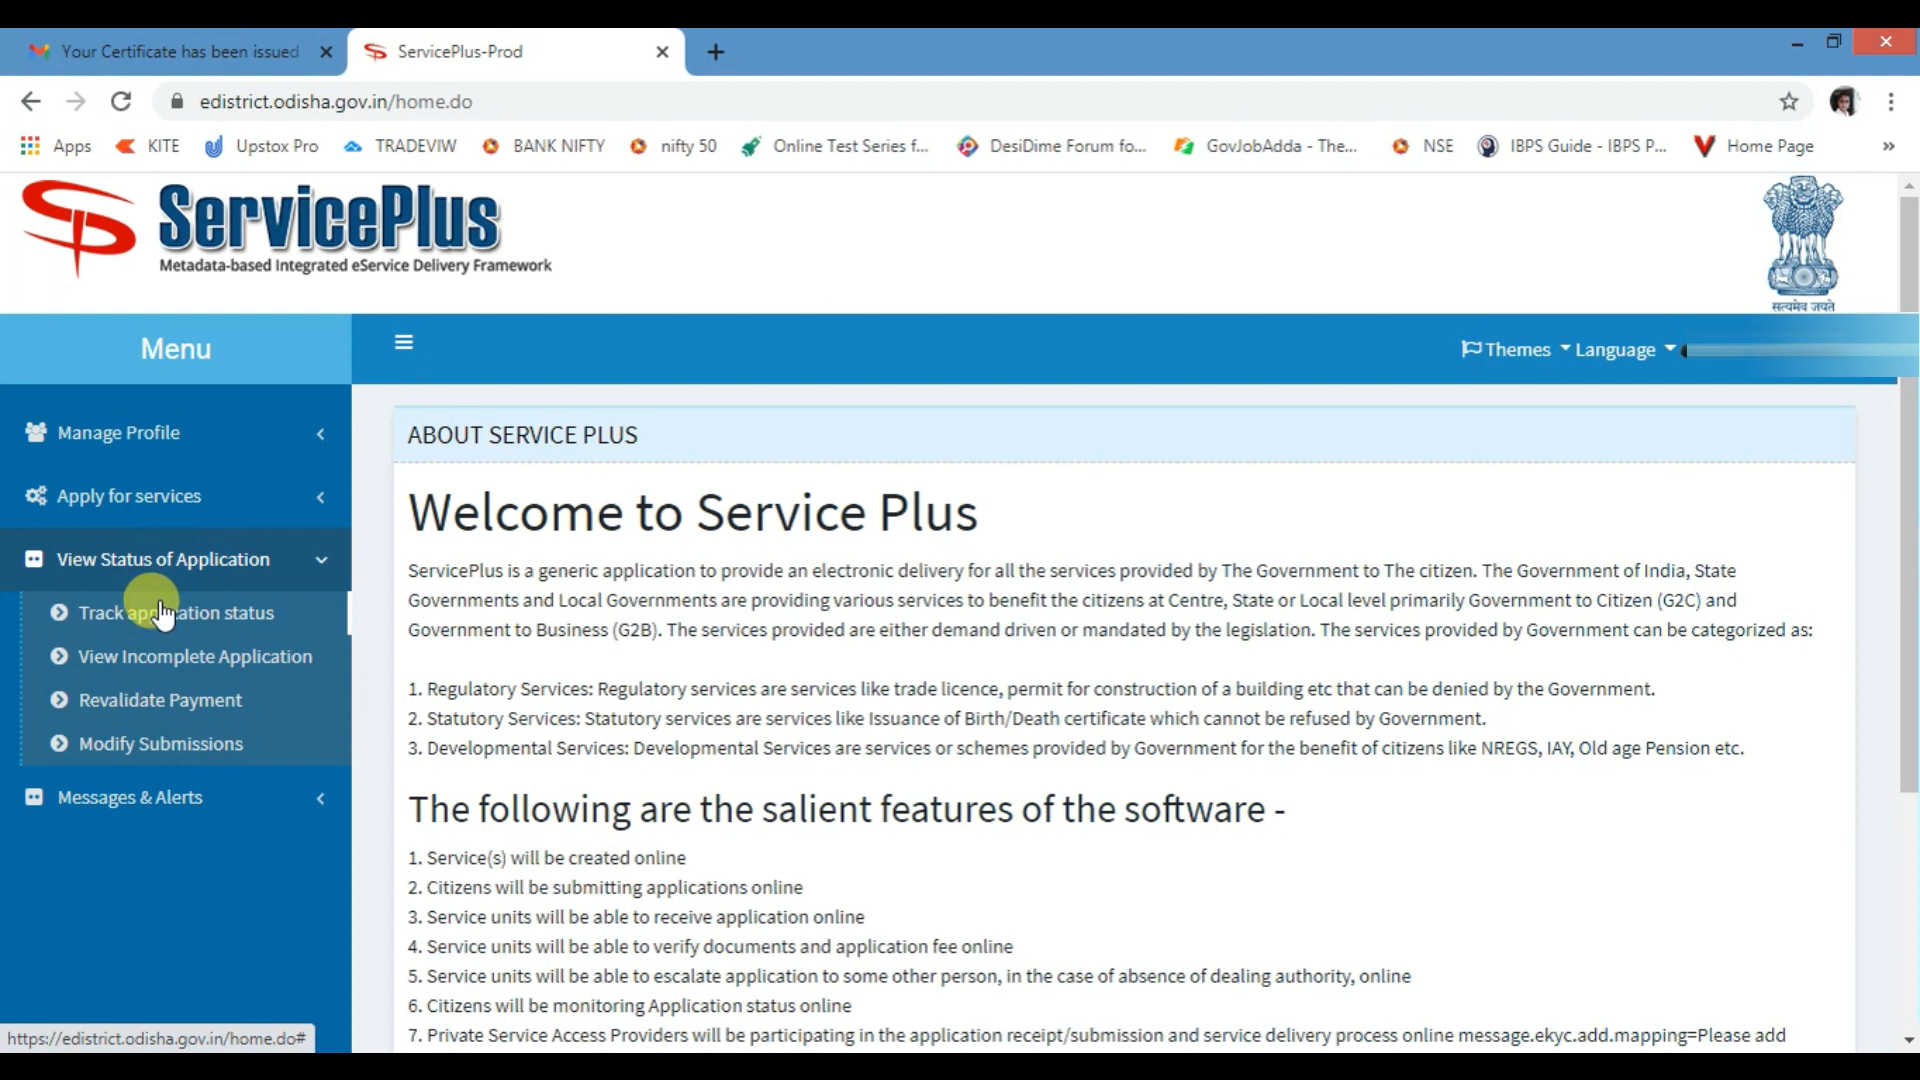 Your Certificate has been issued
ServicePlus-Prod
edistrict.odisha.gov.in/home.do
Apps KITE Upstox Pro TRADEVIW BANK NIFTY nifty 50 Online Test Series f... DesiDime Forum fo... GovJobAdda - The... NSE IBPS Guide - IBPS P... Home Page »
ServicePlus
Metadata-based Integrated eService Delivery Framework
सत्यमेव जयते
Menu
Themes Language
Manage Profile
Apply for services
View Status of Application
Track application status
View Incomplete Application
Revalidate Payment
Modify Submissions
Messages & Alerts
ABOUT SERVICE PLUS
Welcome to Service Plus
ServicePlus is a generic application to provide an electronic delivery for all the services provided by The Government to The citizen. The Government of India, State
Governments and Local Governments are providing various services to benefit the citizens at Centre, State or Local level primarily Government to Citizen (G2C) and
Government to Business (G2B). The services provided are either demand driven or mandated by the legislation. The services provided by Government can be categorized as:
1. Regulatory Services: Regulatory services are services like trade licence, permit for construction of a building etc that can be denied by the Government.
2. Statutory Services: Statutory services are services like Issuance of Birth/Death certificate which cannot be refused by Government.
3. Developmental Services: Developmental Services are services or schemes provided by Government for the benefit of citizens like NREGS, IAY, Old age Pension etc.
The following are the salient features of the software -
1. Service(s) will be created online
2. Citizens will be submitting applications online
3. Service units will be able to receive application online
4. Service units will be able to verify documents and application fee online
5. Service units will be able to escalate application to some other person, in the case of absence of dealing authority, online
6. Citizens will be monitoring Application status online
7. Private Service Access Providers will be participating in the application receipt/submission and service delivery process online message.ekyc.add.mapping=Please add
https://edistrict.odisha.gov.in/home.do#